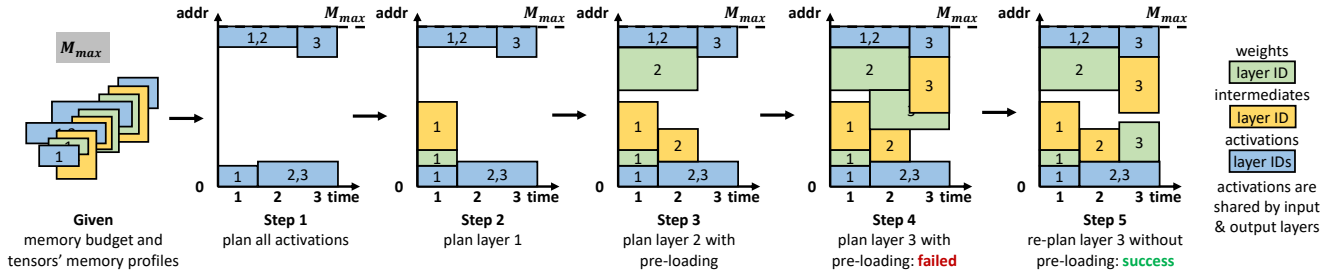 M_max
1,2
1
1
Given
memory budget and
tensors' memory profiles
addr
M_max
1,2
3
1
2,3
0
1 2 3 time
Step 1
plan all activations
addr
M_max
1,2
3
1
1
1
2,3
0
1 2 3 time
Step 2
plan layer 1
addr
M_max
1,2
3
2
1
2
1
1
2,3
0
1 2 3 time
Step 3
plan layer 2 with
pre-loading
addr
M_max
1,2
3
2
3
3
1
2
1
1
2,3
0
1 2 3 time
Step 4
plan layer 3 with
pre-loading: failed
addr
M_max
1,2
3
2
3
1
2
3
1
1
2,3
0
1 2 3 time
Step 5
re-plan layer 3 without
pre-loading: success
weights
layer ID
intermediates
layer ID
activations
layer IDs
activations are
shared by input
& output layers